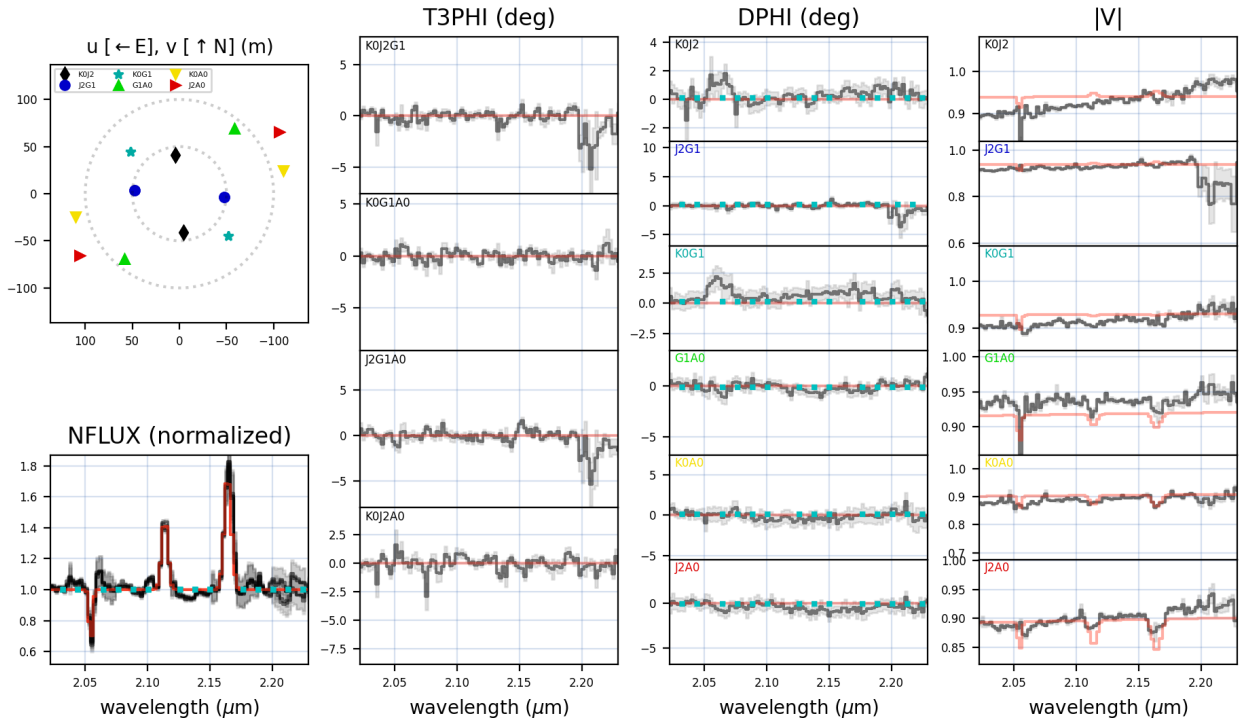 u [←E], v [↑N] (m)
K0J2 K0G1 K0A0
J2G1 G1A0 J2A0
100
50
0
−50
−100
100 50 0 −50 −100
NFLUX (normalized)
1.8
1.6
1.4
1.2
1.0
0.8
0.6
2.05 2.10 2.15 2.20
wavelength (μm)
T3PHI (deg)
K0J2G1
5
0
−5
K0G1A0
5
0
−5
J2G1A0
5
0
−5
K0J2A0
2.5
0.0
−2.5
−5.0
−7.5
2.05 2.10 2.15 2.20
wavelength (μm)
DPHI (deg)
K0J2
4
2
0
−2
J2G1
10
5
0
−5
K0G1
2.5
0.0
−2.5
G1A0
0
−5
K0A0
5
0
−5
J2A0
0
−5
2.05 2.10 2.15 2.20
wavelength (μm)
|V|
K0J2
1.0
0.9
J2G1
1.0
0.8
0.6
K0G1
1.0
0.9
G1A0
1.00
0.95
0.90
K0A0
1.0
0.9
0.8
0.7
J2A0
1.00
0.95
0.90
0.85
2.05 2.10 2.15 2.20
wavelength (μm)